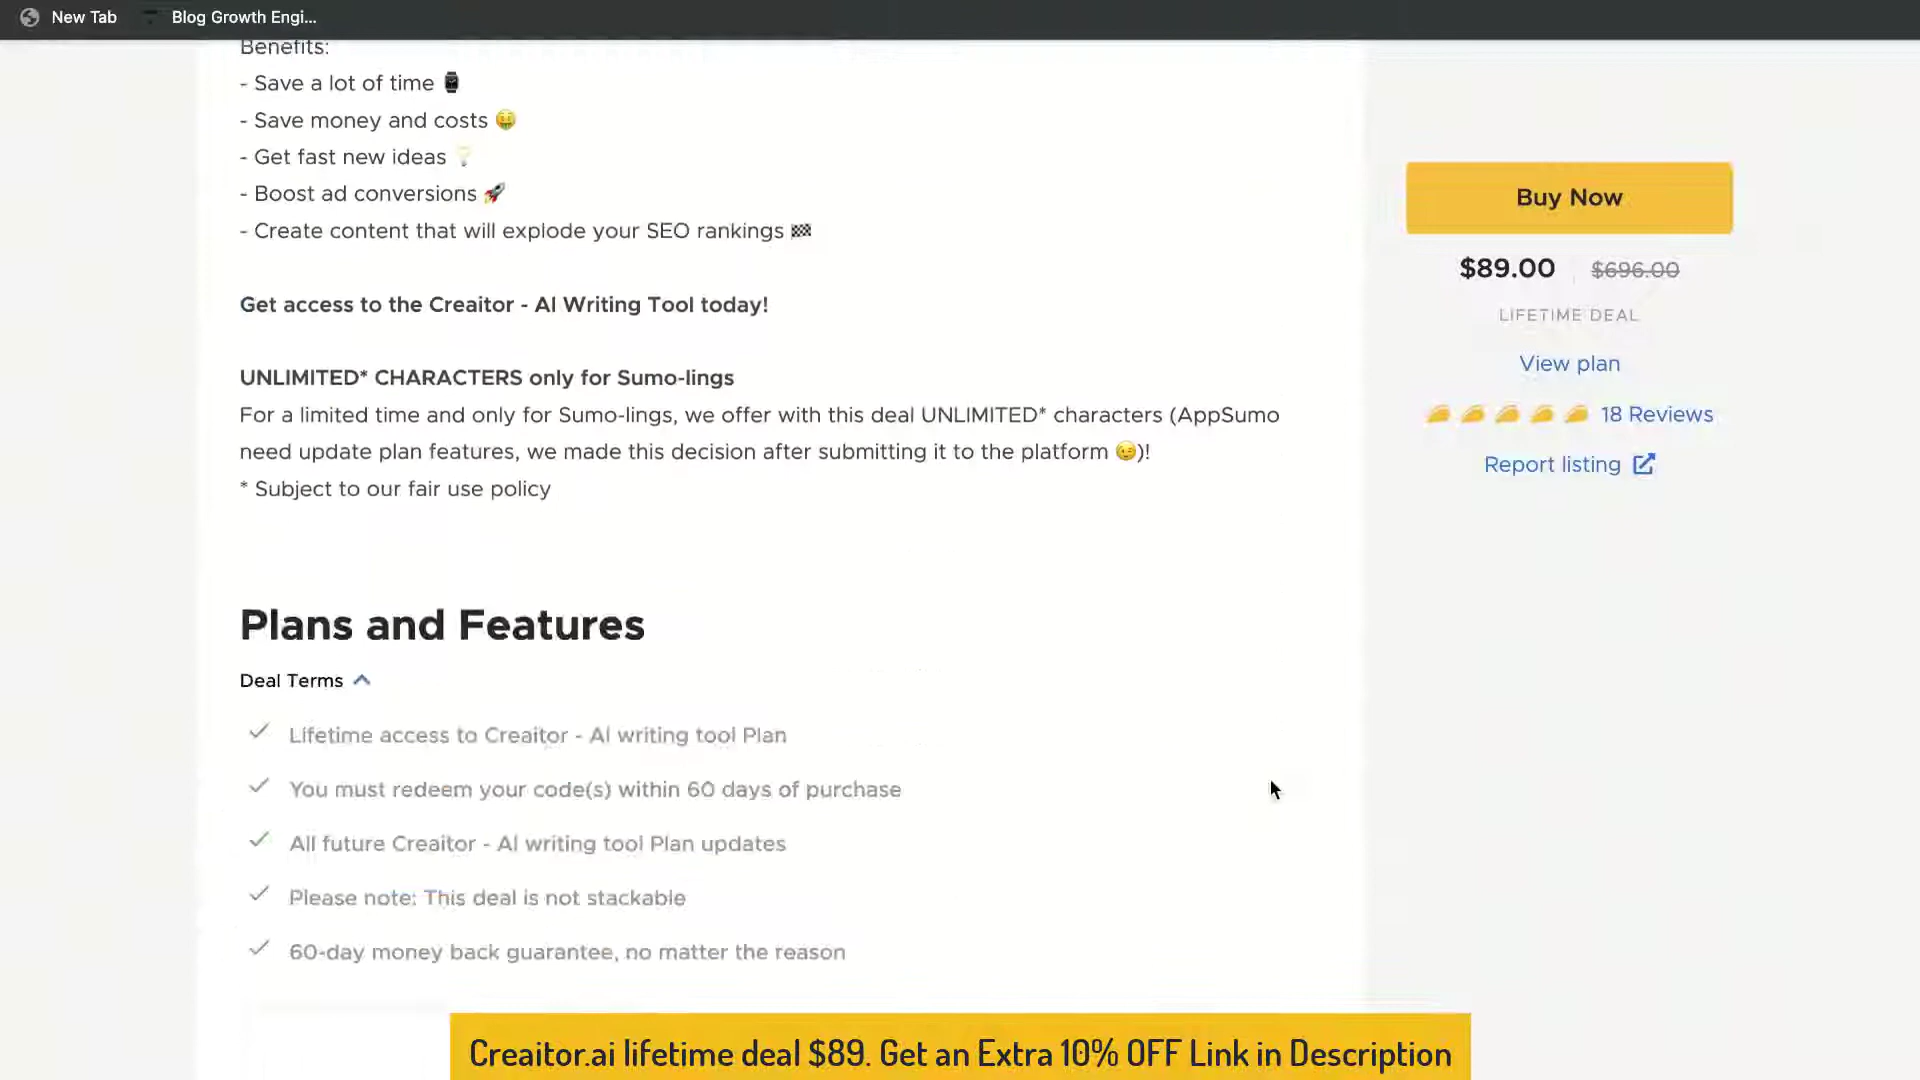 New Tab
Blog Growth Engi...
Benefits:
- Save a lot of time
- Save money and costs
- Get fast new ideas
- Boost ad conversions
- Create content that will explode your SEO rankings
Get access to the Creaitor - AI Writing Tool today!
UNLIMITED* CHARACTERS only for Sumo-lings
For a limited time and only for Sumo-lings, we offer with this deal UNLIMITED* characters (AppSumo
need update plan features, we made this decision after submitting it to the platform 😉)!
* Subject to our fair use policy
Plans and Features
Deal Terms
Lifetime access to Creaitor - AI writing tool Plan
You must redeem your code(s) within 60 days of purchase
All future Creaitor - AI writing tool Plan updates
Please note: This deal is not stackable
60-day money back guarantee, no matter the reason
Buy Now
$89.00 $696.00
LIFETIME DEAL
View plan
18 Reviews
Report listing
Creaitor.ai lifetime deal $89. Get an Extra 10% OFF Link in Description